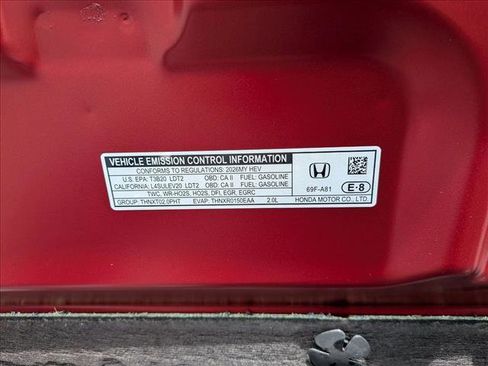 VEHICLE EMISSION CONTROL INFORMATION
CONFORMS TO REGULATIONS: 2026MY HEV
U.S. EPA: T3B20 LDT2 OBD: CA II FUEL: GASOLINE
CALIFORNIA: L4SULEV20 LDT2 OBD: CA II FUEL: GASOLINE
TWC, WR-HO2S, HO2S, DFI, EGR, EGRC
GROUP: THNXT02.0PHT EVAP: THNXR0150EAA 2.0L
69F-A81
E·8
HONDA MOTOR CO., LTD.